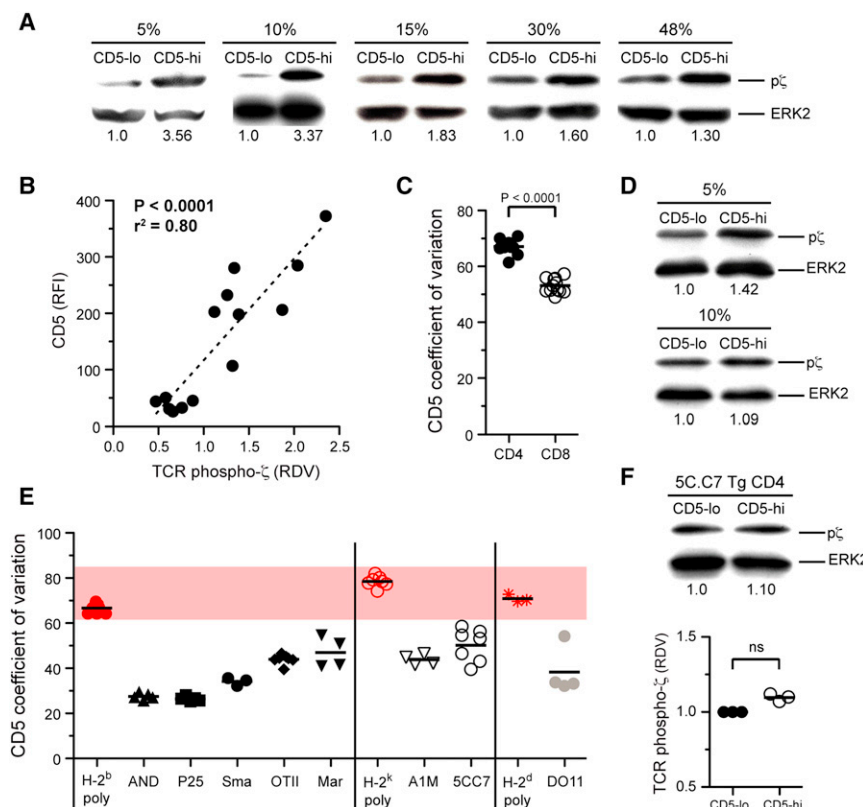 A
5% 10% 15% 30% 48%
CD5-lo CD5-hi CD5-lo CD5-hi CD5-lo CD5-hi CD5-lo CD5-hi CD5-lo CD5-hi
pζ
ERK2
1.0 3.56 1.0 3.37 1.0 1.83 1.0 1.60 1.0 1.30
B
P < 0.0001
r² = 0.80
CD5 (RFI)
400
300
200
100
0
0.0 0.5 1.0 1.5 2.0 2.5
TCR phospho-ζ (RDV)
C
P < 0.0001
CD5 coefficient of variation
80
60
40
20
0
CD4 CD8
D
5%
CD5-lo CD5-hi
pζ
ERK2
1.0 1.42
10%
CD5-lo CD5-hi
pζ
ERK2
1.0 1.09
E
CD5 coefficient of variation
100
80
60
40
20
0
H-2ᵇ poly AND P25 Sma OTII Mar H-2ᵏ poly A1M 5CC7 H-2ᵈ poly DO11
F
5C.C7 Tg CD4
CD5-lo CD5-hi
pζ
ERK2
1.0 1.10
TCR phospho-ζ (RDV)
1.5
1.0
0.5
ns
CD5-lo CD5-hi